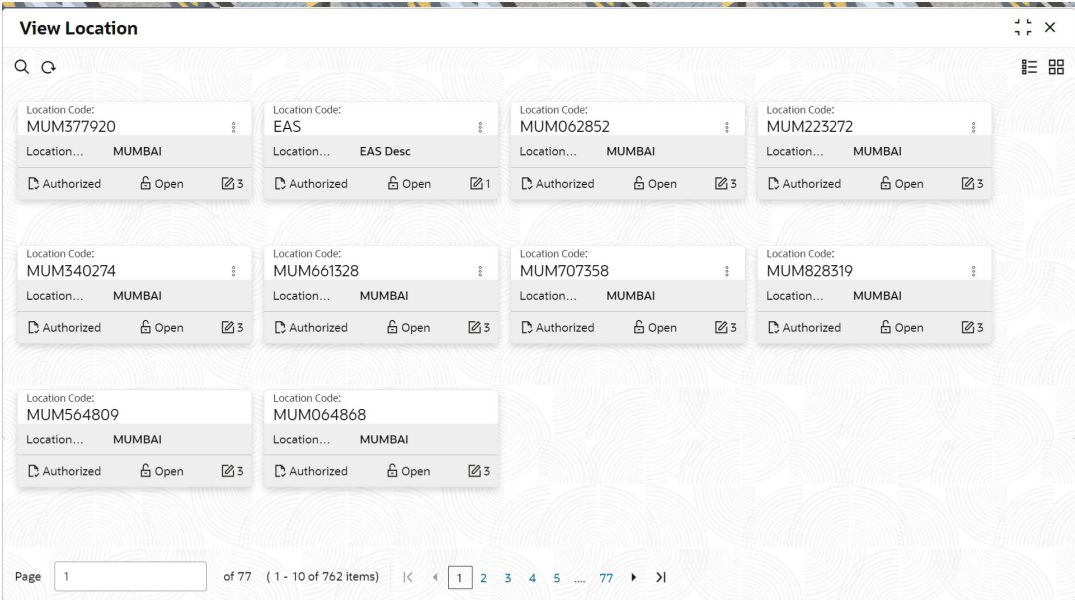 View Location
Location Code: Location Code: Location Code: Location Code:
MUM377920 EAS MUM062852 MUM223272
Location... MUMBAI Location... EAS Desc Location... MUMBAI Location... MUMBAI
Authorized Open 3 Authorized Open 1 Authorized Open 3 Authorized Open 3
Location Code: Location Code: Location Code: Location Code:
MUM340274 MUM661328 MUM707358 MUM828319
Location... MUMBAI Location... MUMBAI Location... MUMBAI Location... MUMBAI
Authorized Open 3 Authorized Open 3 Authorized Open 3 Authorized Open 3
Location Code: Location Code:
MUM564809 MUM064868
Location... MUMBAI Location... MUMBAI
Authorized Open 3 Authorized Open 3
Page 1 of 77 (1 - 10 of 762 items) 1 2 3 4 5 .... 77